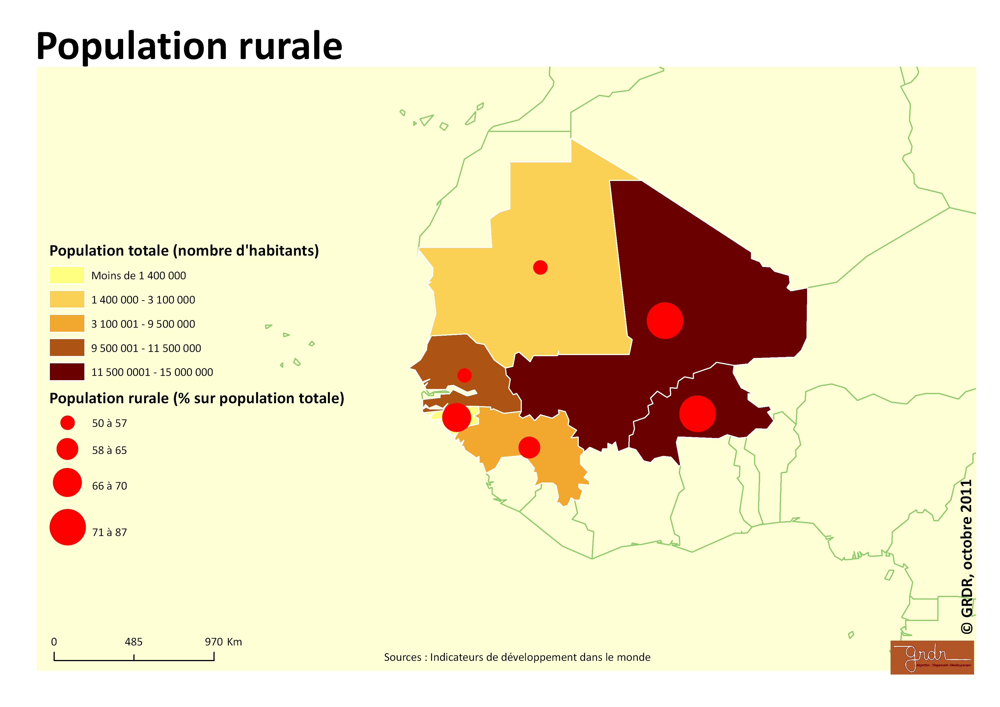 Population rurale
Population totale (nombre d'habitants)
Moins de 1 400 000
1 400 000 - 3 100 000
3 100 001 - 9 500 000
9 500 001 - 11 500 000
11 500 0001 - 15 000 000
Population rurale (% sur population totale)
50 à 57
58 à 65
66 à 70
71 à 87
0 485 970 Km
Sources : Indicateurs de développement dans le monde
© GRDR, octobre 2011
grdr
Migration - Citoyenneté - Développement